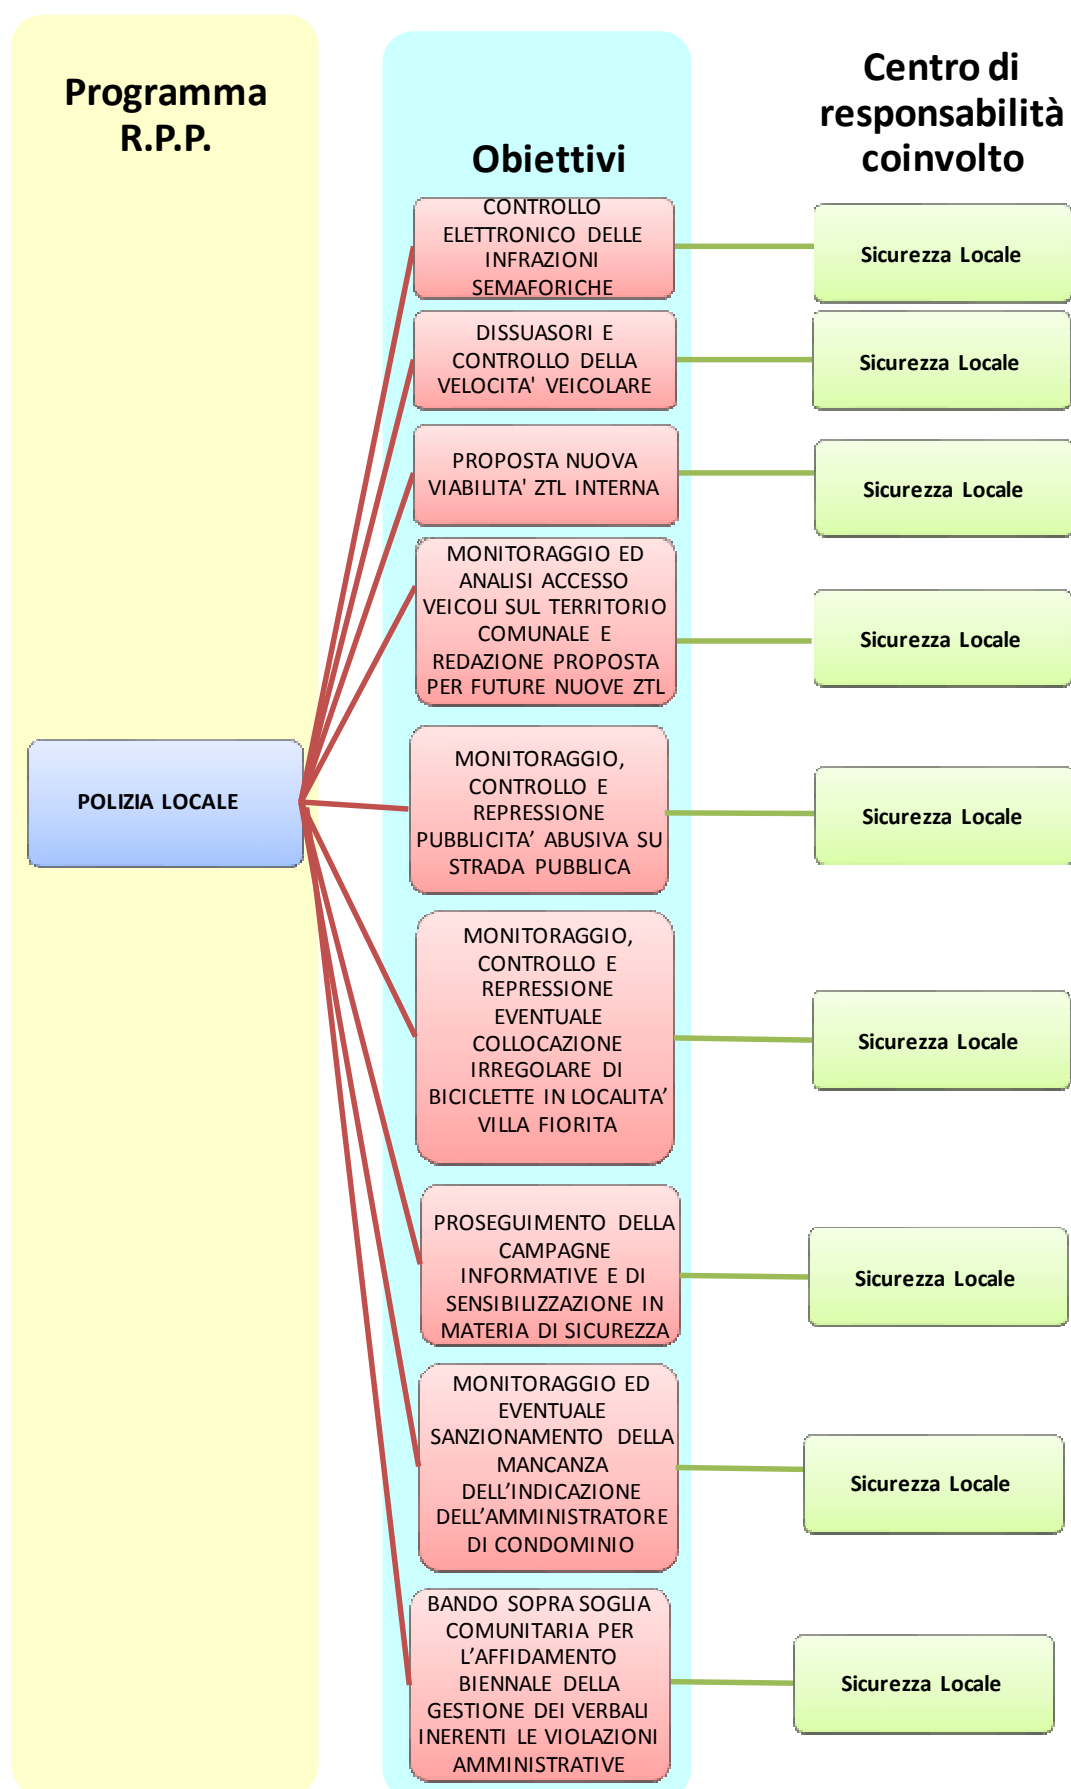 Programma
R.P.P.
Obiettivi
Centro di
responsabilità
coinvolto
POLIZIA LOCALE
CONTROLLO
ELETTRONICO DELLE
INFRAZIONI
SEMAFORICHE
Sicurezza Locale
DISSUASORI E
CONTROLLO DELLA
VELOCITA' VEICOLARE
Sicurezza Locale
PROPOSTA NUOVA
VIABILITA' ZTL INTERNA
Sicurezza Locale
MONITORAGGIO ED
ANALISI ACCESSO
VEICOLI SUL TERRITORIO
COMUNALE E
REDAZIONE PROPOSTA
PER FUTURE NUOVE ZTL
Sicurezza Locale
MONITORAGGIO,
CONTROLLO E
REPRESSIONE
PUBBLICITA’ ABUSIVA SU
STRADA PUBBLICA
Sicurezza Locale
MONITORAGGIO,
CONTROLLO E
REPRESSIONE
EVENTUALE
COLLOCAZIONE
IRREGOLARE DI
BICICLETTE IN LOCALITA’
VILLA FIORITA
Sicurezza Locale
PROSEGUIMENTO DELLA
CAMPAGNE
INFORMATIVE E DI
SENSIBILIZZAZIONE IN
MATERIA DI SICUREZZA
Sicurezza Locale
MONITORAGGIO ED
EVENTUALE
SANZIONAMENTO DELLA
MANCANZA
DELL’INDICAZIONE
DELL’AMMINISTRATORE
DI CONDOMINIO
Sicurezza Locale
BANDO SOPRA SOGLIA
COMUNITARIA PER
L’AFFIDAMENTO
BIENNALE DELLA
GESTIONE DEI VERBALI
INERENTI LE VIOLAZIONI
AMMINISTRATIVE
Sicurezza Locale